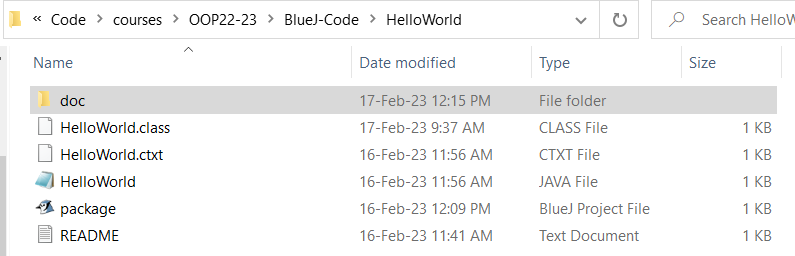 « Code › courses › OOP22-23 › BlueJ-Code › HelloWorld Search HelloW
Name Date modified Type Size
doc 17-Feb-23 12:15 PM File folder
HelloWorld.class 17-Feb-23 9:37 AM CLASS File 1 KB
HelloWorld.ctxt 16-Feb-23 11:56 AM CTXT File 1 KB
HelloWorld 16-Feb-23 11:56 AM JAVA File 1 KB
package 16-Feb-23 12:09 PM BlueJ Project File 1 KB
README 16-Feb-23 11:41 AM Text Document 1 KB